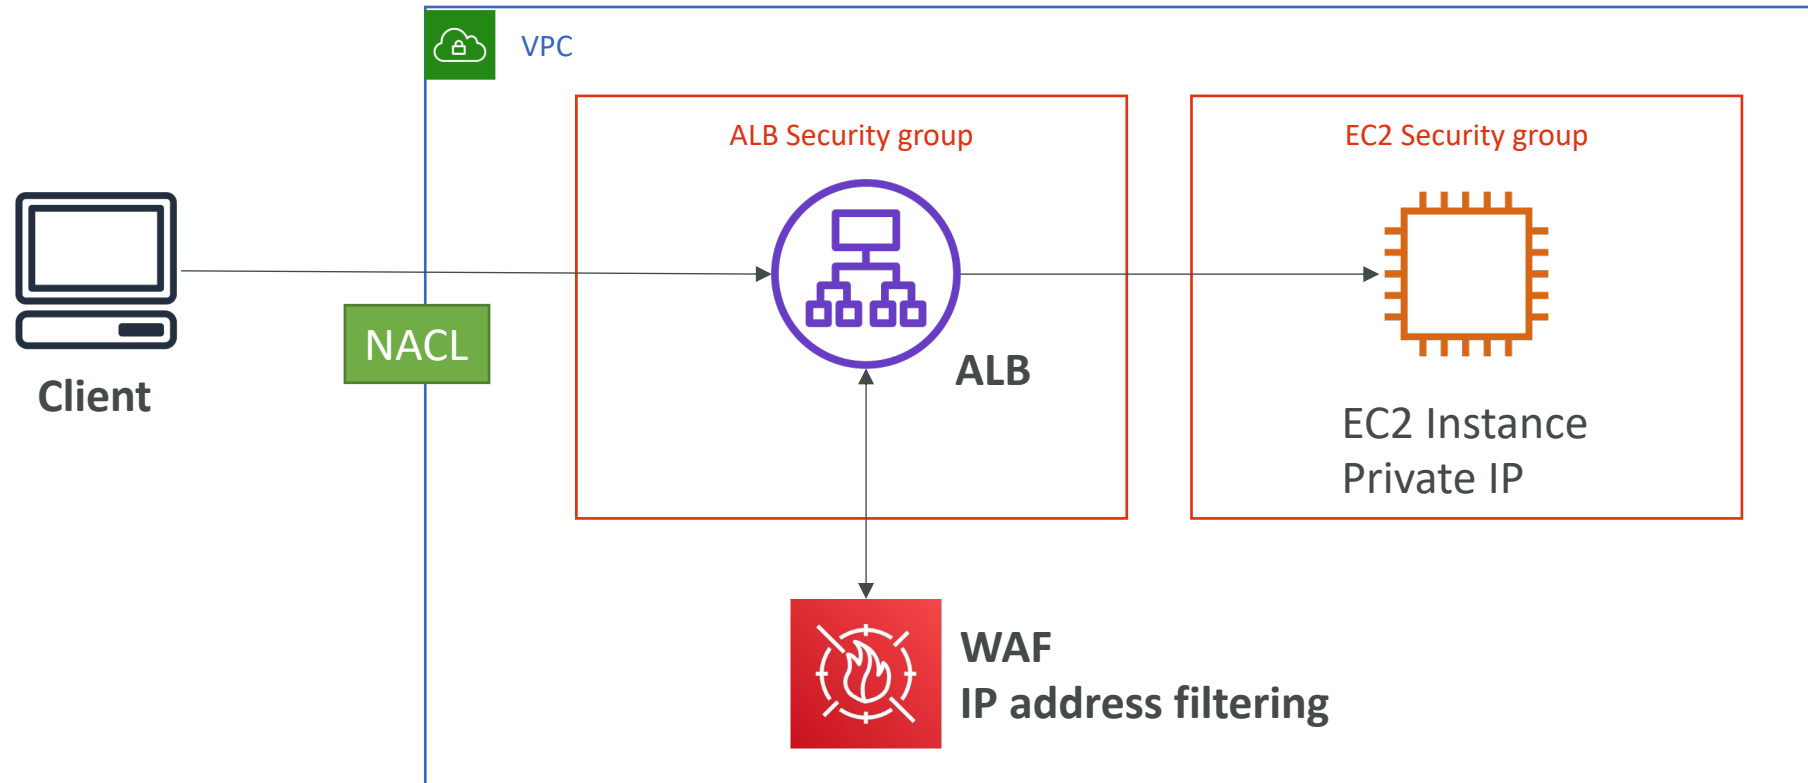 VPC
ALB Security group
EC2 Security group
NACL
Client
ALB
EC2 Instance
Private IP
WAF
IP address filtering